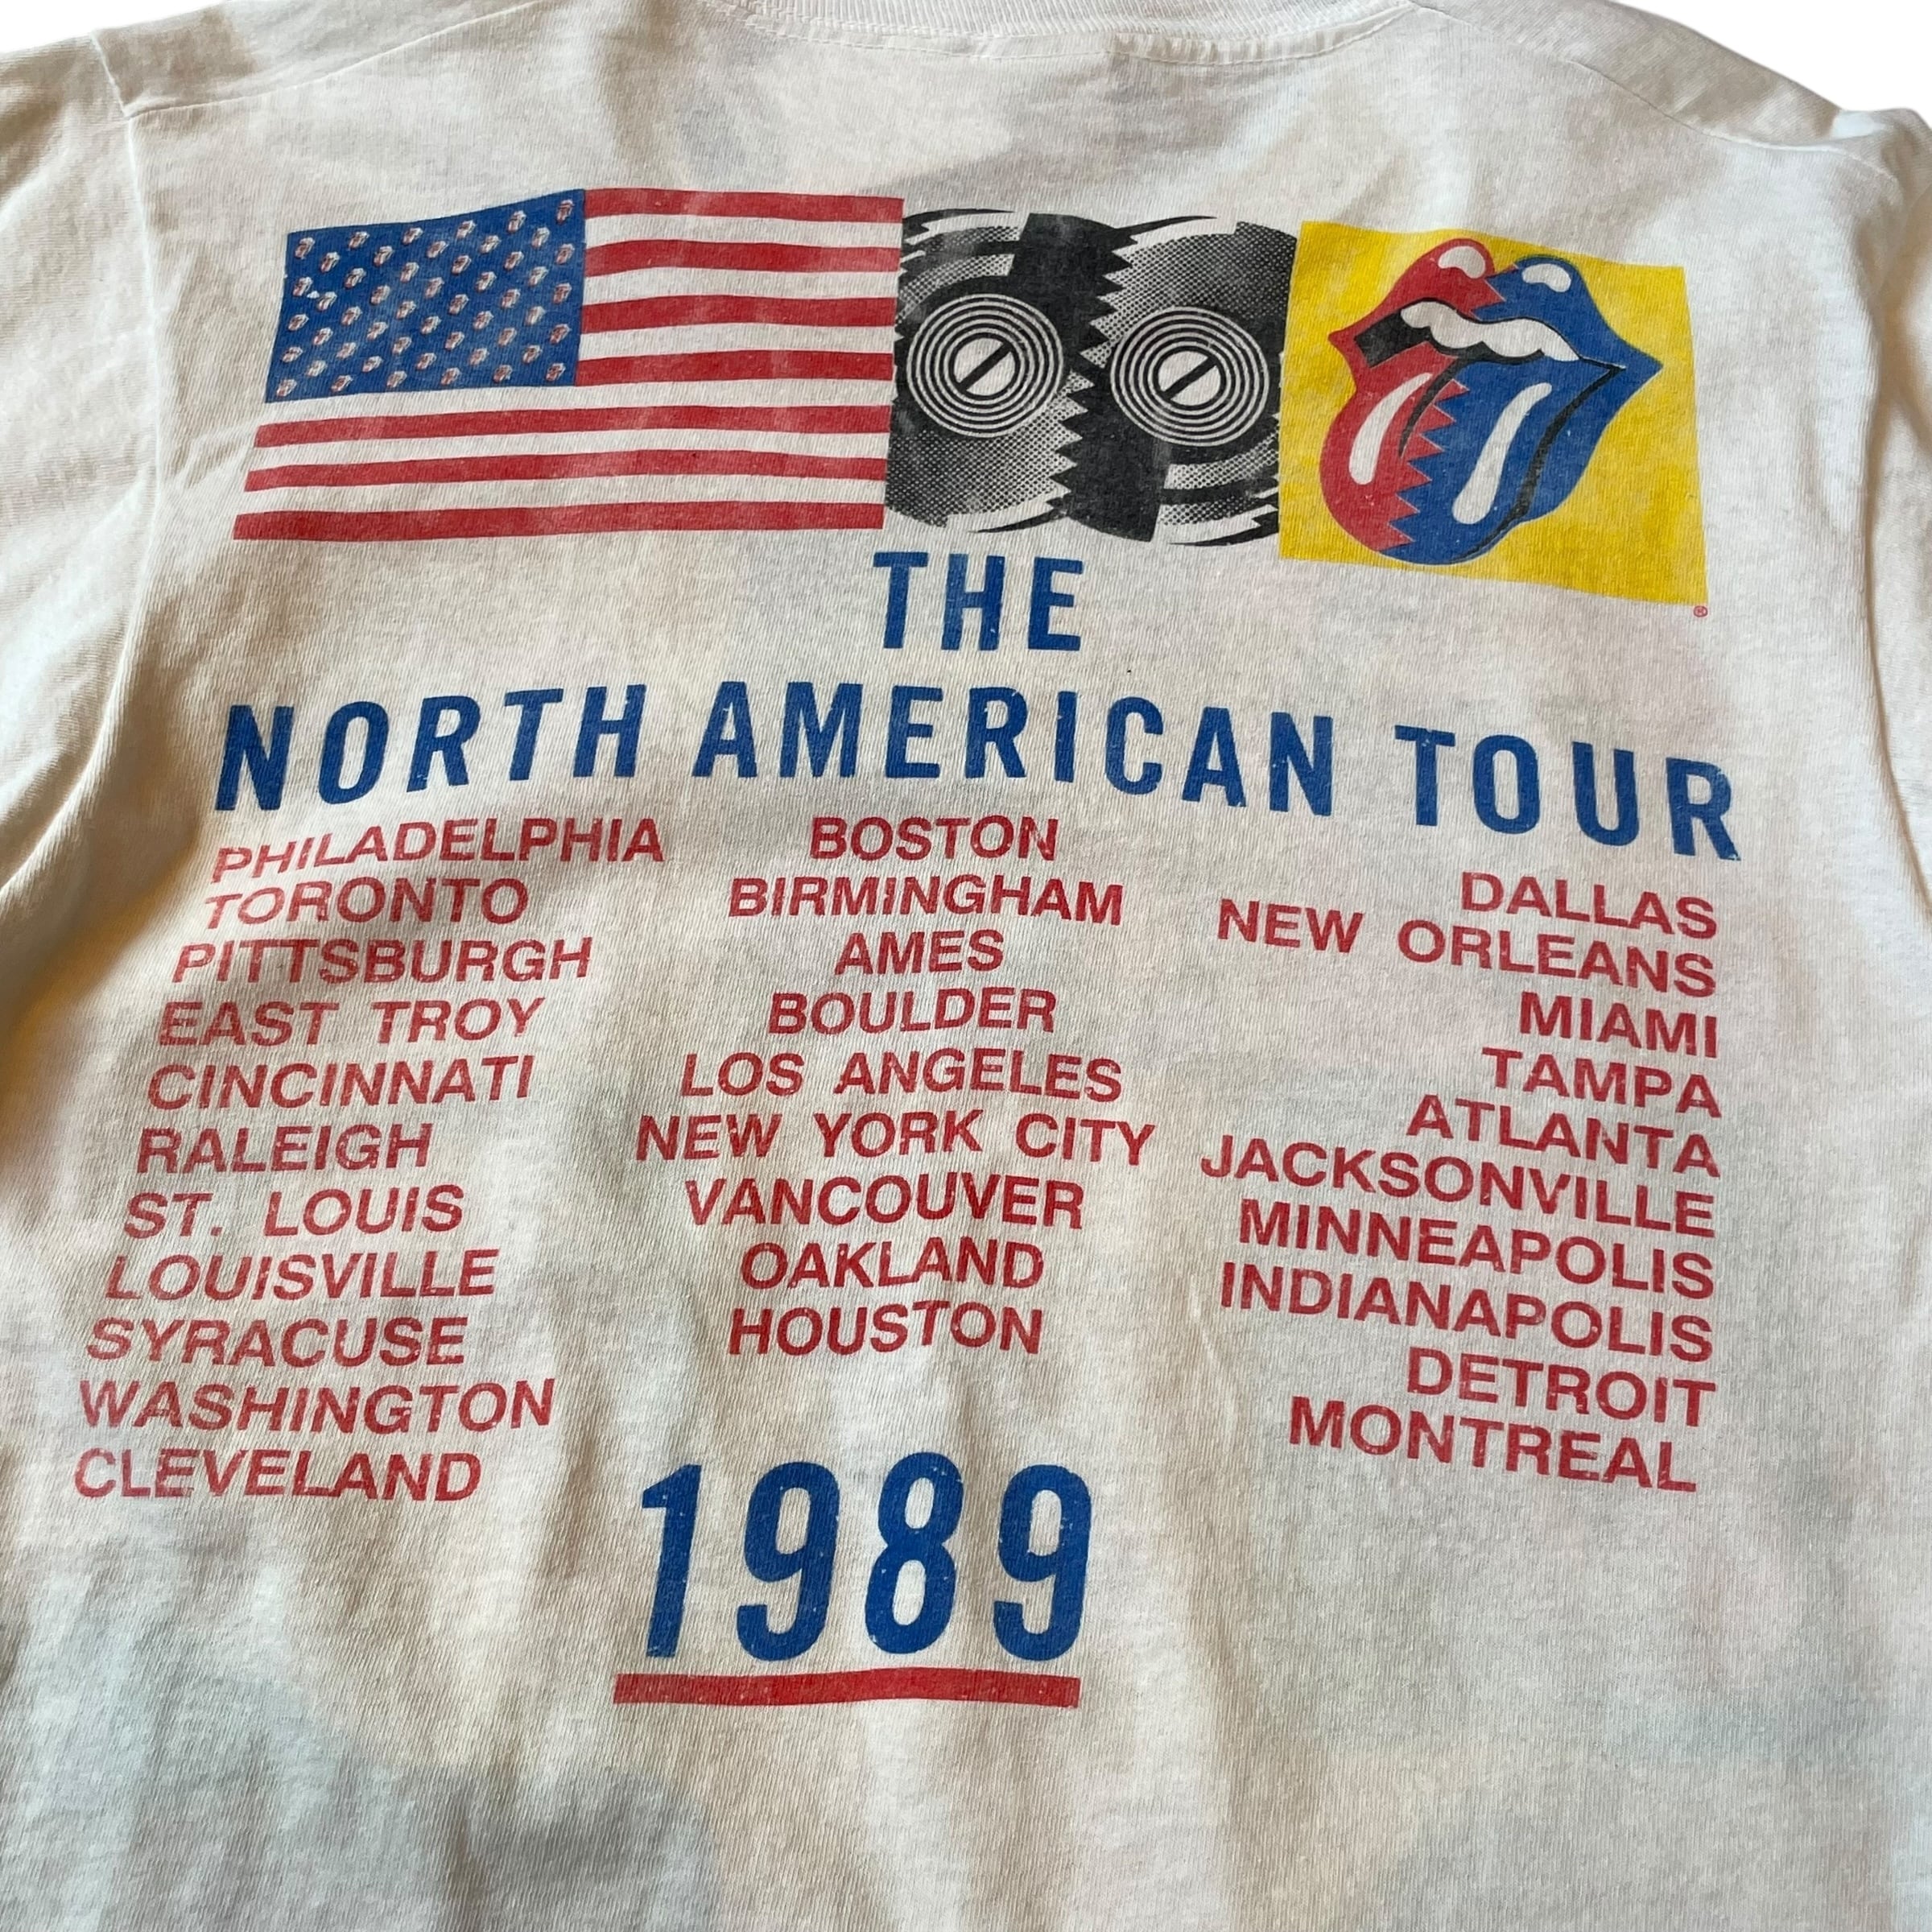 THE
NORTH AMERICAN TOUR
PHILADELPHIA
TORONTO
PITTSBURGH
EAST TROY
CINCINNATI
RALEIGH
ST. LOUIS
LOUISVILLE
SYRACUSE
WASHINGTON
CLEVELAND
BOSTON
BIRMINGHAM
AMES
BOULDER
LOS ANGELES
NEW YORK CITY
VANCOUVER
OAKLAND
HOUSTON
DALLAS
NEW ORLEANS
MIAMI
TAMPA
ATLANTA
JACKSONVILLE
MINNEAPOLIS
INDIANAPOLIS
DETROIT
MONTREAL
1989